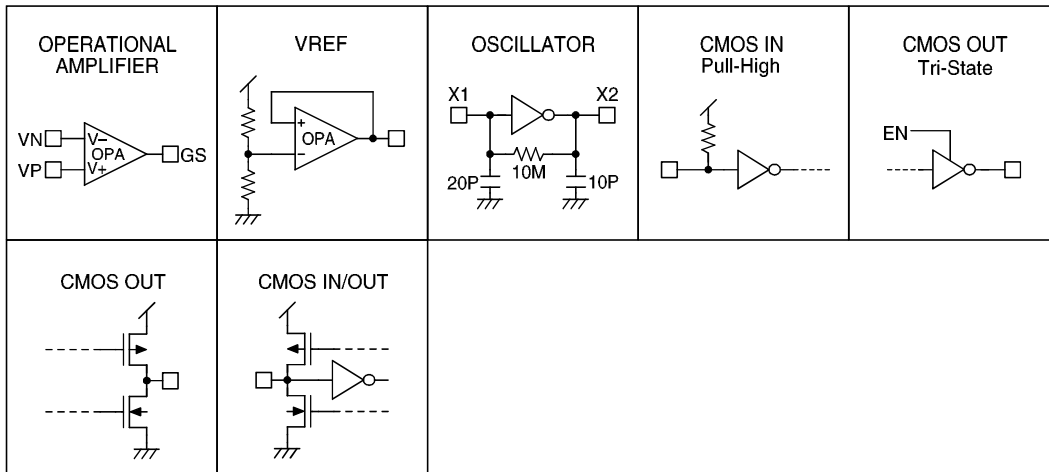 OPERATIONAL
AMPLIFIER
VN
V−
OPA
GS
VP
V+
VREF
+
OPA
−
OSCILLATOR
X1
X2
10M
20P
10P
CMOS IN
Pull-High
CMOS OUT
Tri-State
EN
CMOS OUT
CMOS IN/OUT